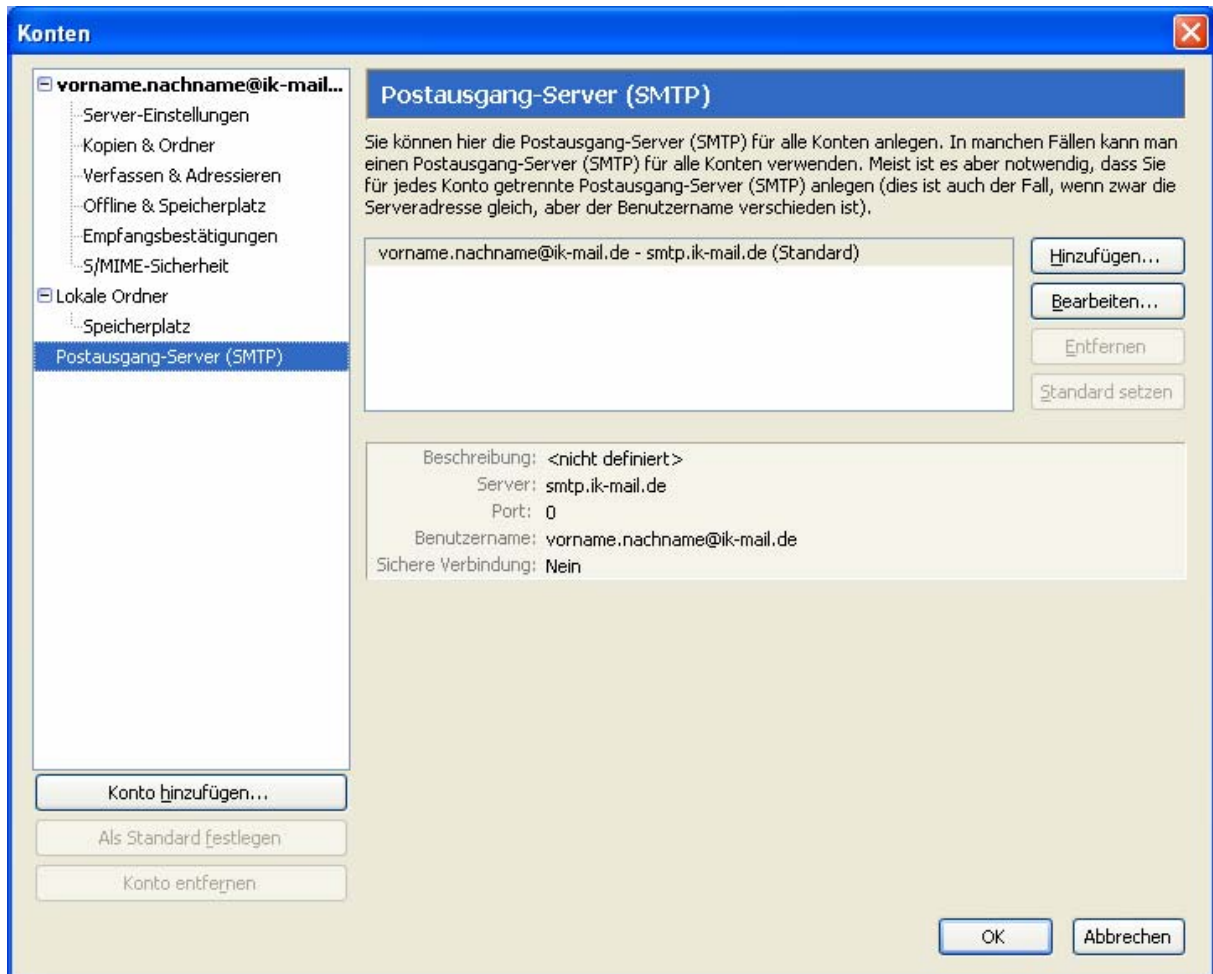 Konten
vorname.nachname@ik-mail...
Server-Einstellungen
Kopien & Ordner
Verfassen & Adressieren
Offline & Speicherplatz
Empfangsbestätigungen
S/MIME-Sicherheit
Lokale Ordner
Speicherplatz
Postausgang-Server (SMTP)
Konto hinzufügen...
Als Standard festlegen
Konto entfernen
Postausgang-Server (SMTP)
Sie können hier die Postausgang-Server (SMTP) für alle Konten anlegen. In manchen Fällen kann man
einen Postausgang-Server (SMTP) für alle Konten verwenden. Meist ist es aber notwendig, dass Sie
für jedes Konto getrennte Postausgang-Server (SMTP) anlegen (dies ist auch der Fall, wenn zwar die
Serveradresse gleich, aber der Benutzername verschieden ist).
vorname.nachname@ik-mail.de - smtp.ik-mail.de (Standard)
Hinzufügen...
Bearbeiten...
Entfernen
Standard setzen
Beschreibung: <nicht definiert>
Server: smtp.ik-mail.de
Port: 0
Benutzername: vorname.nachname@ik-mail.de
Sichere Verbindung: Nein
OK
Abbrechen